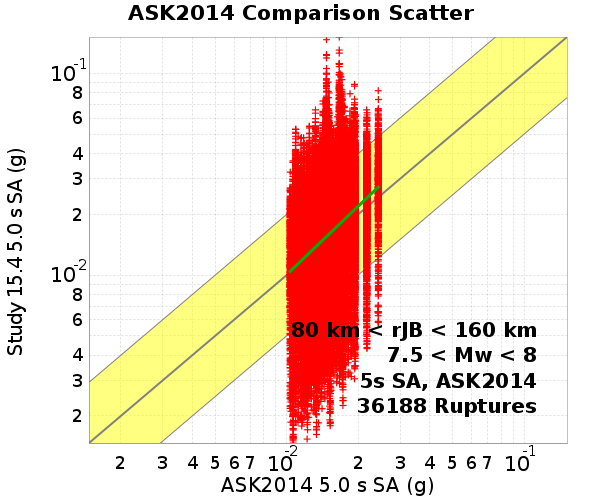 ASK2014 Comparison Scatter
Study 15.4 5.0 s SA (g)
10-1
8
6
4
3
2
10-2
8
6
4
3
2
80 km < rJB < 160 km
7.5 < Mw < 8
5s SA, ASK2014
36188 Ruptures
2 3 4 5 6 7 10-2 2 3 4 5 6 7 10-1
ASK2014 5.0 s SA (g)